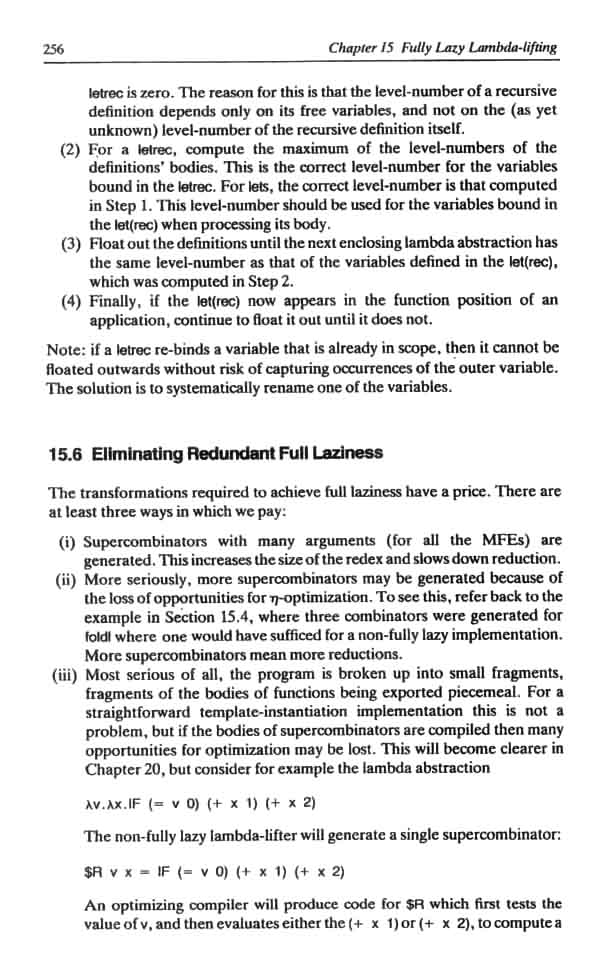 256 Chapter 15 Fully Lazy Lambda-lifting
letrec is zero. The reason for this is that the level-number of a recursive
definition depends only on its free variables, and not on the (as yet
unknown) level-number of the recursive definition itself.
(2) For a letrec, compute the maximum of the level-numbers of the
definitions' bodies. This is the correct level-number for the variables
bound in the letrec. For lets, the correct level-number is that computed
in Step 1. This level-number should be used for the variables bound in
the let(rec) when processing its body.
(3) Float out the definitions until the next enclosing lambda abstraction has
the same level-number as that of the variables defined in the let(rec),
which was computed in Step 2.
(4) Finally, if the let(rec) now appears in the function position of an
application, continue to float it out until it does not.
Note: if a letrec re-binds a variable that is already in scope, then it cannot be
floated outwards without risk of capturing occurrences of the outer variable.
The solution is to systematically rename one of the variables.
15.6 Eliminating Redundant Full Laziness
The transformations required to achieve full laziness have a price. There are
at least three ways in which we pay:
(i) Supercombinators with many arguments (for all the MFEs) are
generated. This increases the size of the redex and slows down reduction.
(ii) More seriously, more supercombinators may be generated because of
the loss of opportunities for η-optimization. To see this, refer back to the
example in Section 15.4, where three combinators were generated for
foldl where one would have sufficed for a non-fully lazy implementation.
More supercombinators mean more reductions.
(iii) Most serious of all, the program is broken up into small fragments,
fragments of the bodies of functions being exported piecemeal. For a
straightforward template-instantiation implementation this is not a
problem, but if the bodies of supercombinators are compiled then many
opportunities for optimization may be lost. This will become clearer in
Chapter 20, but consider for example the lambda abstraction
λv.λx.IF (= v 0) (+ x 1) (+ x 2)
The non-fully lazy lambda-lifter will generate a single supercombinator:
$R v x = IF (= v 0) (+ x 1) (+ x 2)
An optimizing compiler will produce code for $R which first tests the
value of v, and then evaluates either the (+ x 1) or (+ x 2), to compute a